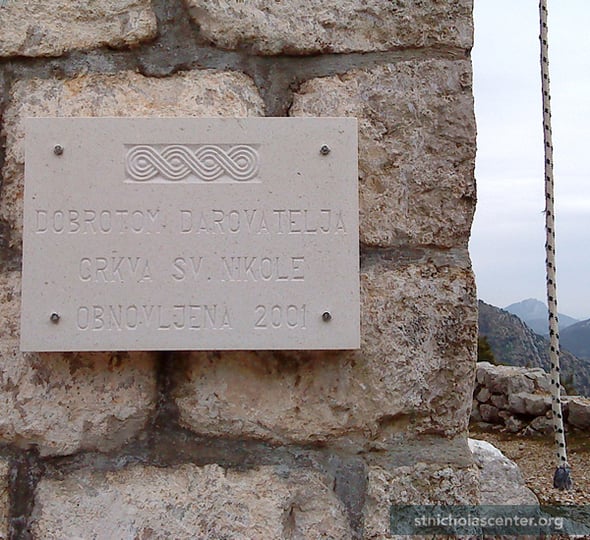 DOBROTOM DAROVATELJA
CRKVA SV. NIKOLE
OBNOVLJENA 2001
stnicholascenter.org